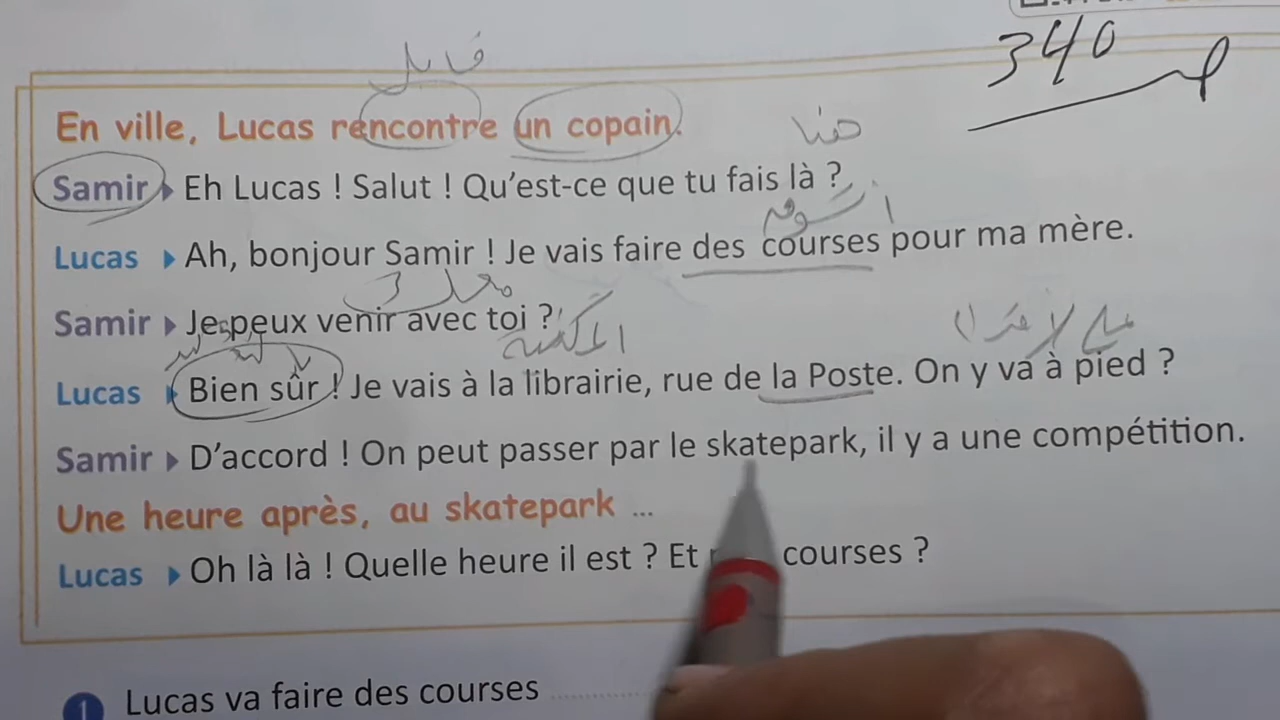 340
قابل
En ville, Lucas rencontre un copain.
هنا
Samir ▸ Eh Lucas ! Salut ! Qu'est-ce que tu fais là ?
Lucas ▸ Ah, bonjour Samir ! Je vais faire des courses pour ma mère.
Samir ▸ Je peux venir avec toi ?
المكتبة
Lucas ▸ Bien sûr ! Je vais à la librairie, rue de la Poste. On y va à pied ?
Samir ▸ D'accord ! On peut passer par le skatepark, il y a une compétition.
Une heure après, au skatepark ...
Lucas ▸ Oh là là ! Quelle heure il est ? Et courses ?
1 Lucas va faire des courses